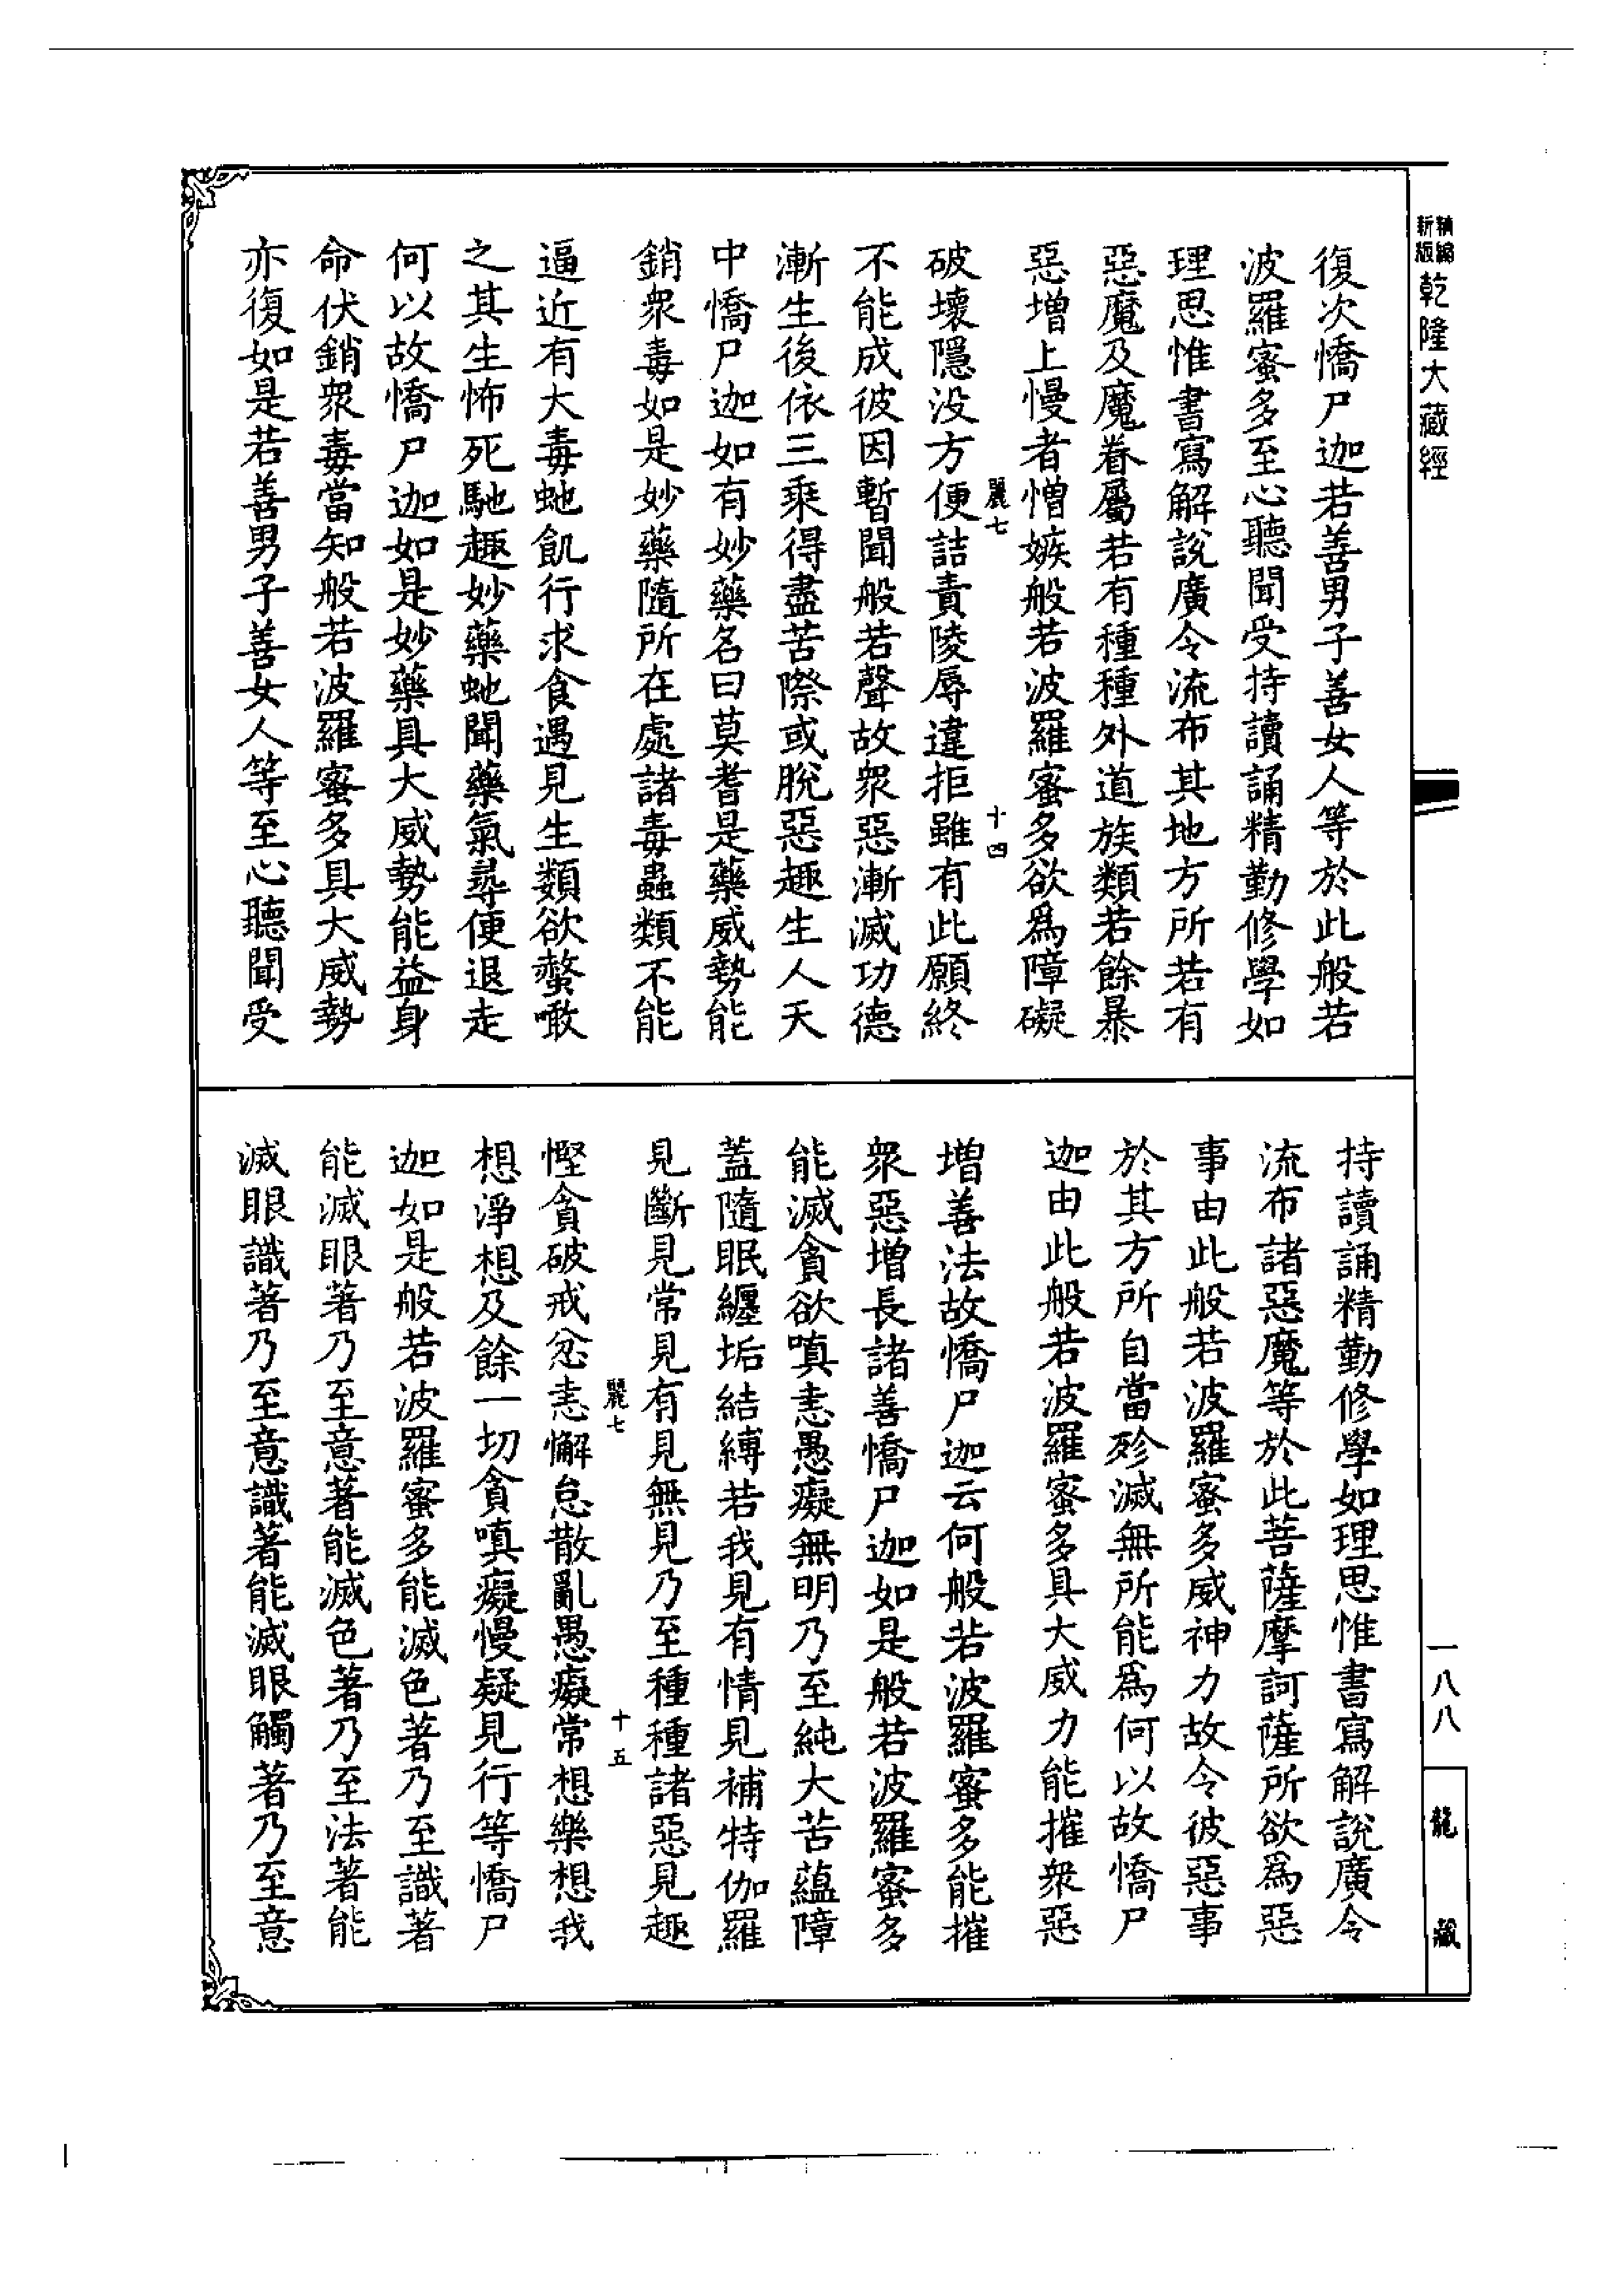 新編
新版
乾隆大藏經
復次憍尸迦若善男子善女人等於此般若
波羅蜜多至心聽聞受持讀誦精勤修學如
理思惟書寫解說廣令流布其地方所若有
惡魔及魔眷屬若有種種外道族類若餘暴
惡增上慢者憎嫉般若波羅蜜多欲爲障礙
麗七 十四
破壞隱没方便詰責陵辱違拒雖有此願終
不能成彼因暫聞般若聲故衆惡漸滅功德
漸生後依三乘得盡苦際或脫惡趣生人天
中憍尸迦如有妙藥名曰莫耆是藥威勢能
銷衆毒如是妙藥隨所在處諸毒蟲類不能
逼近有大毒虵飢行求食遇見生類欲螫噉
之其生怖死馳趣妙藥虵聞藥氣尋便退走
何以故憍尸迦如是妙藥具大威勢能益身
命伏銷衆毒當知般若波羅蜜多具大威勢
亦復如是若善男子善女人等至心聽聞受
持讀誦精勤修學如理思惟書寫解說廣令
流布諸惡魔等於此菩薩摩訶薩所欲爲惡
事由此般若波羅蜜多威神力故令彼惡事
於其方所自當殄滅無所能爲何以故憍尸
迦由此般若波羅蜜多具大威力能摧衆惡
增善法故憍尸迦云何般若波羅蜜多能摧
衆惡增長諸善憍尸迦如是般若波羅蜜多
能滅貪欲嗔恚愚癡無明乃至純大苦蘊障
蓋隨眠纏垢結縛若我見有情見補特伽羅
見斷見常見有見無見乃至種種諸惡見趣
麗七 十五
慳貪破戒忿恚懈怠散亂愚癡常想樂想我
想淨想及餘一切貪嗔癡慢疑見行等憍尸
迦如是般若波羅蜜多能滅色著乃至識著
能滅眼著乃至意著能滅色著乃至法著能
滅眼識著乃至意識著能滅眼觸著乃至意
一八八
龍藏